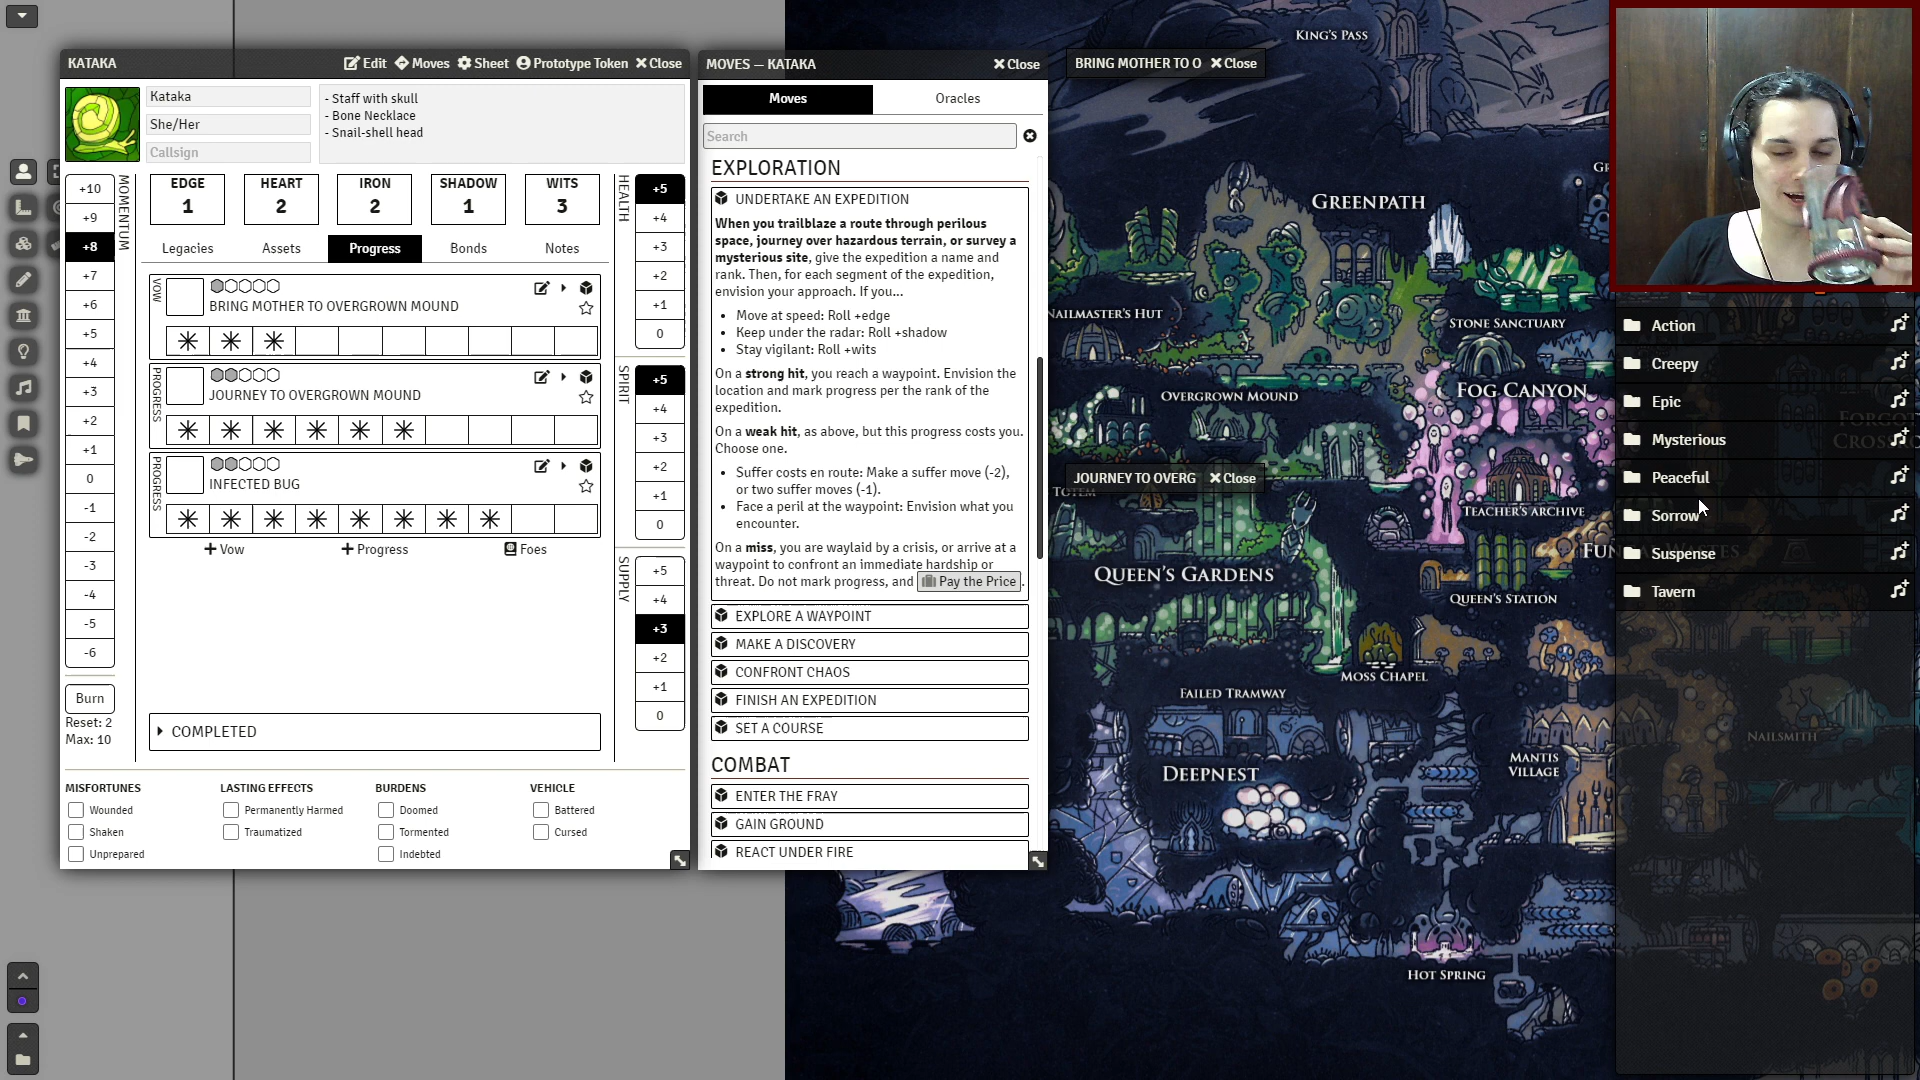 KATAKA
Edit
Moves
Sheet
Prototype Token
Close
Kataka
She/Her
Callsign
- Staff with skull
- Bone Necklace
- Snail-shell head
+10
+9
+8
+7
+6
+5
+4
+3
+2
+1
0
-1
-2
-3
-4
-5
-6
MOMENTUM
Burn
Reset: 2
Max: 10
EDGE
1
HEART
2
IRON
2
SHADOW
1
WITS
3
Legacies
Assets
Progress
Bonds
Notes
VOW
BRING MOTHER TO OVERGROWN MOUND
PROGRESS
JOURNEY TO OVERGROWN MOUND
PROGRESS
INFECTED BUG
Vow
Progress
Foes
COMPLETED
HEALTH
+5
+4
+3
+2
+1
0
SPIRIT
+5
+4
+3
+2
+1
0
SUPPLY
+5
+4
+3
+2
+1
0
MISFORTUNES
Wounded
Shaken
Unprepared
LASTING EFFECTS
Permanently Harmed
Traumatized
BURDENS
Doomed
Tormented
Indebted
VEHICLE
Battered
Cursed
MOVES — KATAKA
Close
Moves
Oracles
Search
EXPLORATION
UNDERTAKE AN EXPEDITION
When you trailblaze a route through perilous
space, journey over hazardous terrain, or survey a
mysterious site, give the expedition a name and
rank. Then, for each segment of the expedition,
envision your approach. If you...
• Move at speed: Roll +edge
• Keep under the radar: Roll +shadow
• Stay vigilant: Roll +wits
On a strong hit, you reach a waypoint. Envision the
location and mark progress per the rank of the
expedition.
On a weak hit, as above, but this progress costs you.
Choose one.
• Suffer costs en route: Make a suffer move (-2),
or two suffer moves (-1).
• Face a peril at the waypoint: Envision what you
encounter.
On a miss, you are waylaid by a crisis, or arrive at a
waypoint to confront an immediate hardship or
threat. Do not mark progress, and Pay the Price.
EXPLORE A WAYPOINT
MAKE A DISCOVERY
CONFRONT CHAOS
FINISH AN EXPEDITION
SET A COURSE
COMBAT
ENTER THE FRAY
GAIN GROUND
REACT UNDER FIRE
BRING MOTHER TO O
Close
JOURNEY TO OVERG
Close
KING'S PASS
GREENPATH
NAILMASTER'S HUT
STONE SANCTUARY
OVERGROWN MOUND
FOG CANYON
TOTEM
TEACHER'S ARCHIVE
QUEEN'S GARDENS
QUEEN'S STATION
MOSS CHAPEL
FAILED TRAMWAY
DEEPNEST
MANTIS
VILLAGE
HOT SPRING
NAILSMITH
Action
Creepy
Epic
Mysterious
Peaceful
Sorrow
Suspense
Tavern